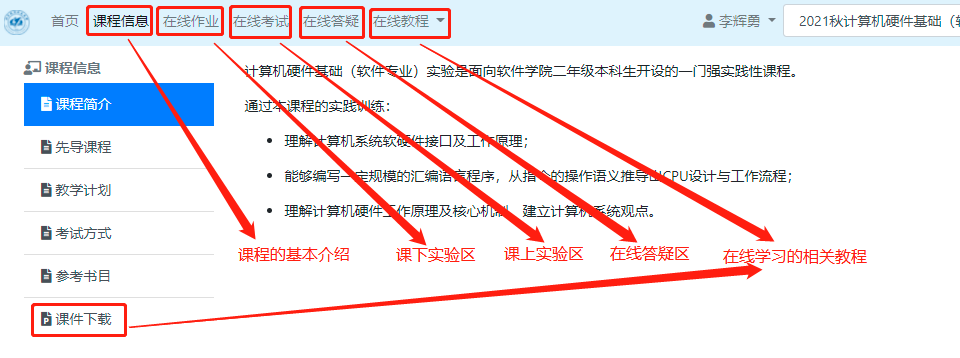 首页 课程信息 在线作业 在线考试 在线答疑 在线教程 李辉勇 2021秋计算机硬件基础（软
课程信息
课程简介
先导课程
教学计划
考试方式
参考书目
课件下载
计算机硬件基础（软件专业）实验是面向软件学院二年级本科生开设的一门强实践性课程。
通过本课程的实践训练：
理解计算机系统软硬件接口及工作原理；
能够编写一定规模的汇编语言程序，从指令的操作语义推导出CPU设计与工作流程；
理解计算机硬件工作原理及核心机制，建立计算机系统观点。
课程的基本介绍 课下实验区 课上实验区 在线答疑区 在线学习的相关教程